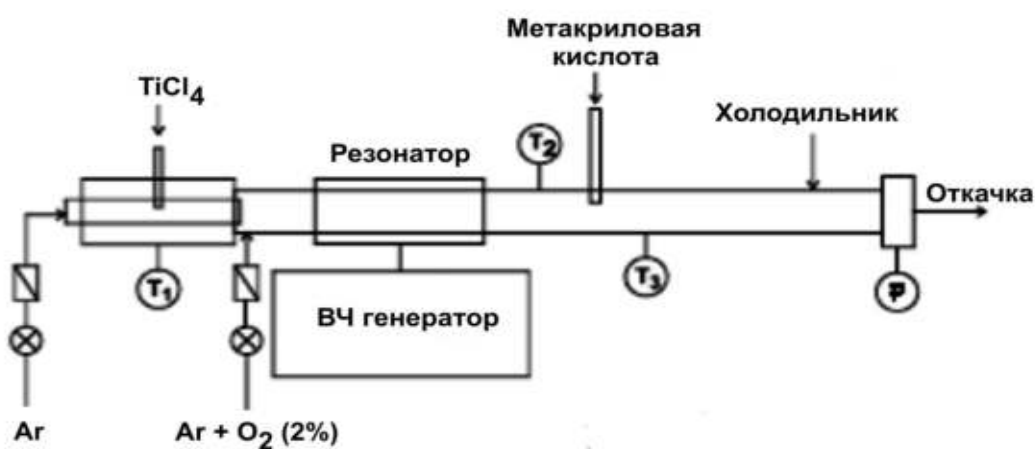 Метакриловая
кислота
TiCl4
Холодильник
Резонатор
T2
Откачка
T1
T3
P
ВЧ генератор
Ar
Ar + O2 (2%)